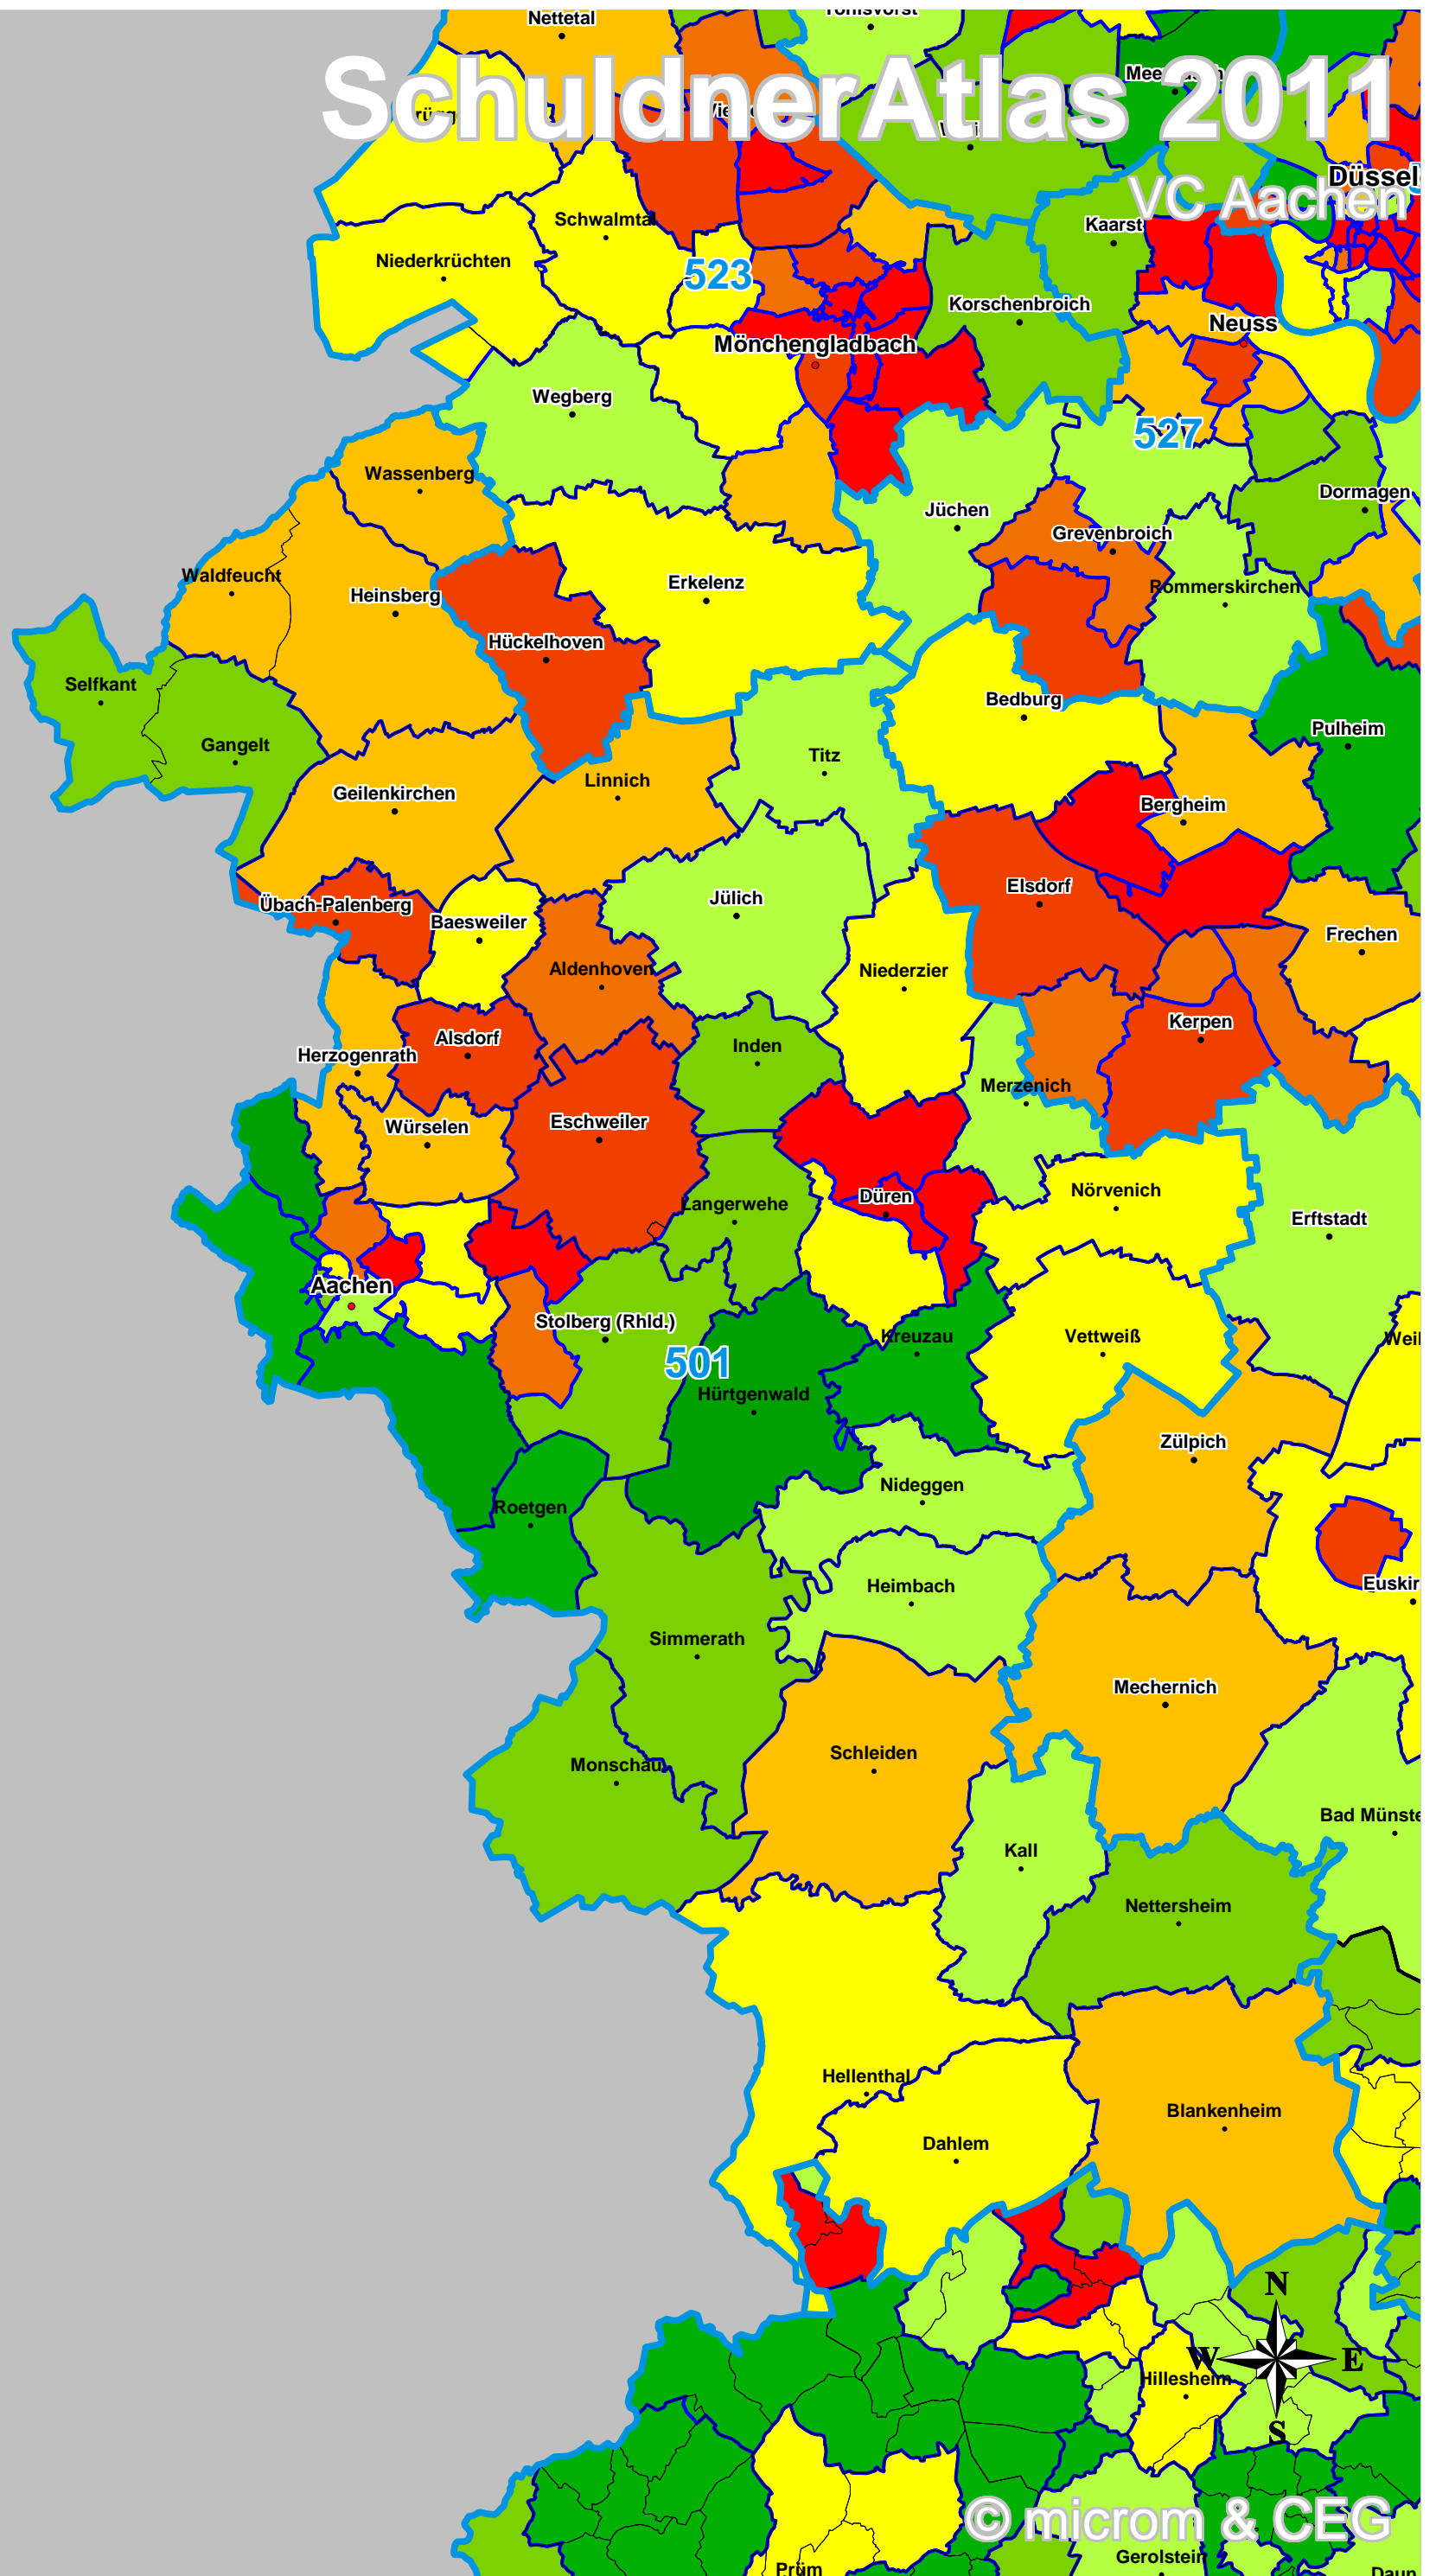 Nettetal
SchuldnerAtlas 2011
VC Aachen
Schwalmtal
Kaarst
Niederkrüchten
523
Korschenbroich
Neuss
Mönchengladbach
Wegberg
527
Wassenberg
Dormagen
Jüchen
Grevenbroich
Waldfeucht
Erkelenz
Rommerskirchen
Heinsberg
Hückelhoven
Selfkant
Bedburg
Pulheim
Gangelt
Titz
Linnich
Geilenkirchen
Bergheim
Elsdorf
Jülich
Übach-Palenberg
Baesweiler
Frechen
Aldenhoven
Niederzier
Kerpen
Alsdorf
Inden
Herzogenrath
Merzenich
Eschweiler
Würselen
Nörvenich
Düren
Langerwehe
Erftstadt
Aachen
Stolberg (Rhld.)
Kreuzau
Vettweiß
501
Hürtgenwald
Zülpich
Nideggen
Roetgen
Euskir
Heimbach
Simmerath
Mechernich
Schleiden
Monschau
Bad Münste
Kall
Nettersheim
Hellenthal
Blankenheim
Dahlem
N
W E
Hillesheim
S
© microm & CEG
Gerolstein
Prüm